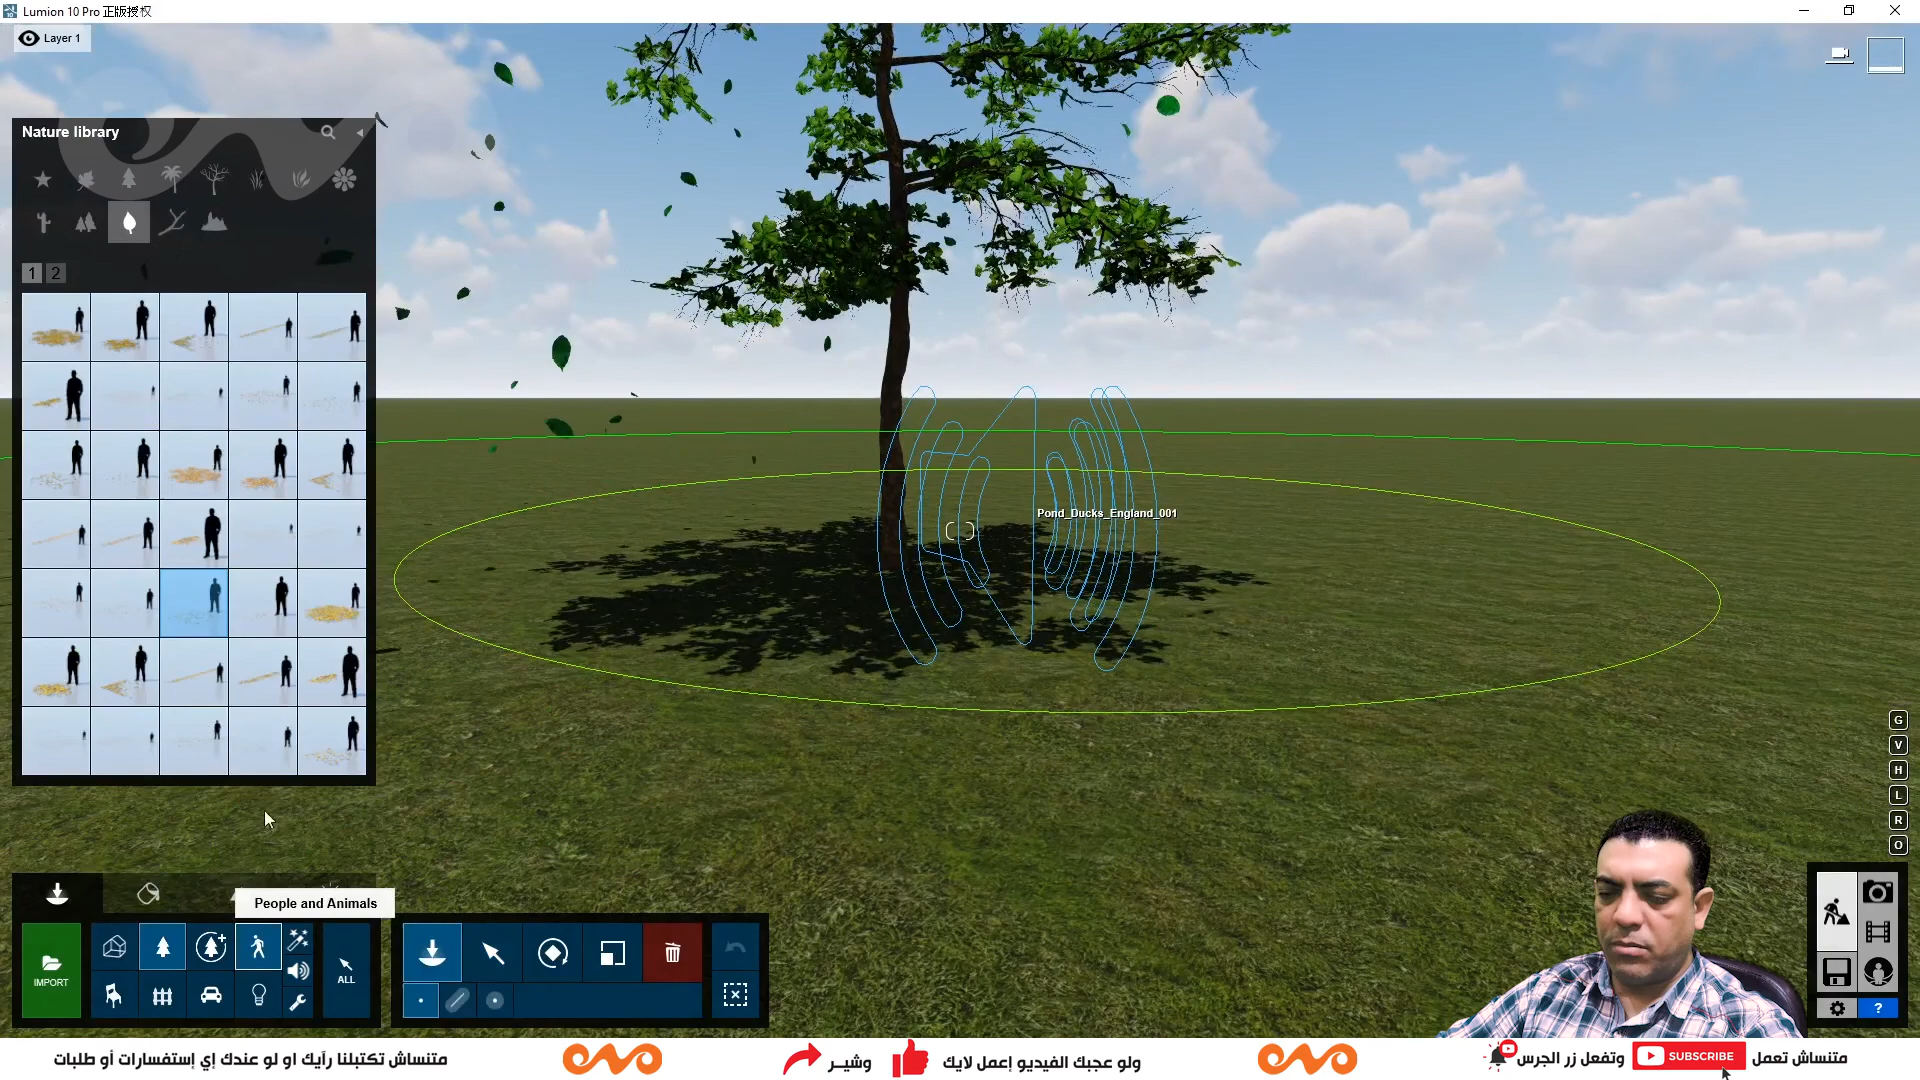 Lumion 10 Pro 正版授权
Layer 1
Nature library
1 2
Pond_Ducks_England_001
G
V
H
L
R
O
People and Animals
IMPORT
ALL
?
متنساش تكتبلنا رأيك او لو عندك إي إستفسارات أو طلبات
ولو عجبك الفيديو إعمل لايك
وشير
متنساش تعمل
SUBSCRIBE
وتفعل زر الجرس